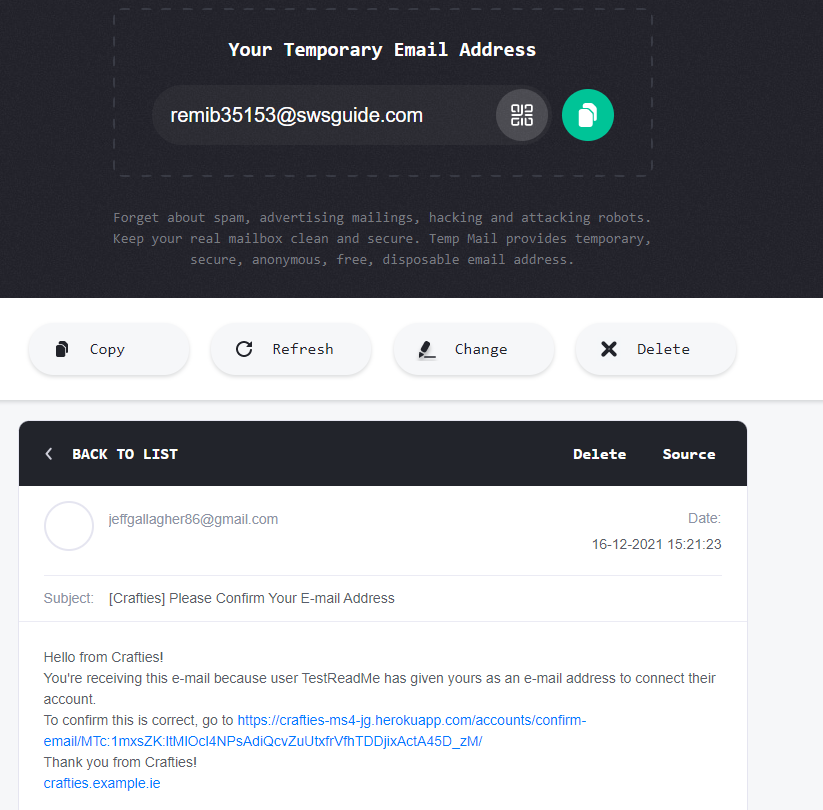 Your Temporary Email Address
remib35153@swsguide.com
Forget about spam, advertising mailings, hacking and attacking robots.
Keep your real mailbox clean and secure. Temp Mail provides temporary,
secure, anonymous, free, disposable email address.
Copy
Refresh
Change
Delete
BACK TO LIST
Delete
Source
jeffgallagher86@gmail.com
Date:
16-12-2021 15:21:23
Subject: [Crafties] Please Confirm Your E-mail Address
Hello from Crafties!
You're receiving this e-mail because user TestReadMe has given yours as an e-mail address to connect their
account.
To confirm this is correct, go to https://crafties-ms4-jg.herokuapp.com/accounts/confirm-
email/MTc:1mxsZK:ltMIOcI4NPsAdiQcvZuUtxfrVfhTDDjixActA45D_zM/
Thank you from Crafties!
crafties.example.ie